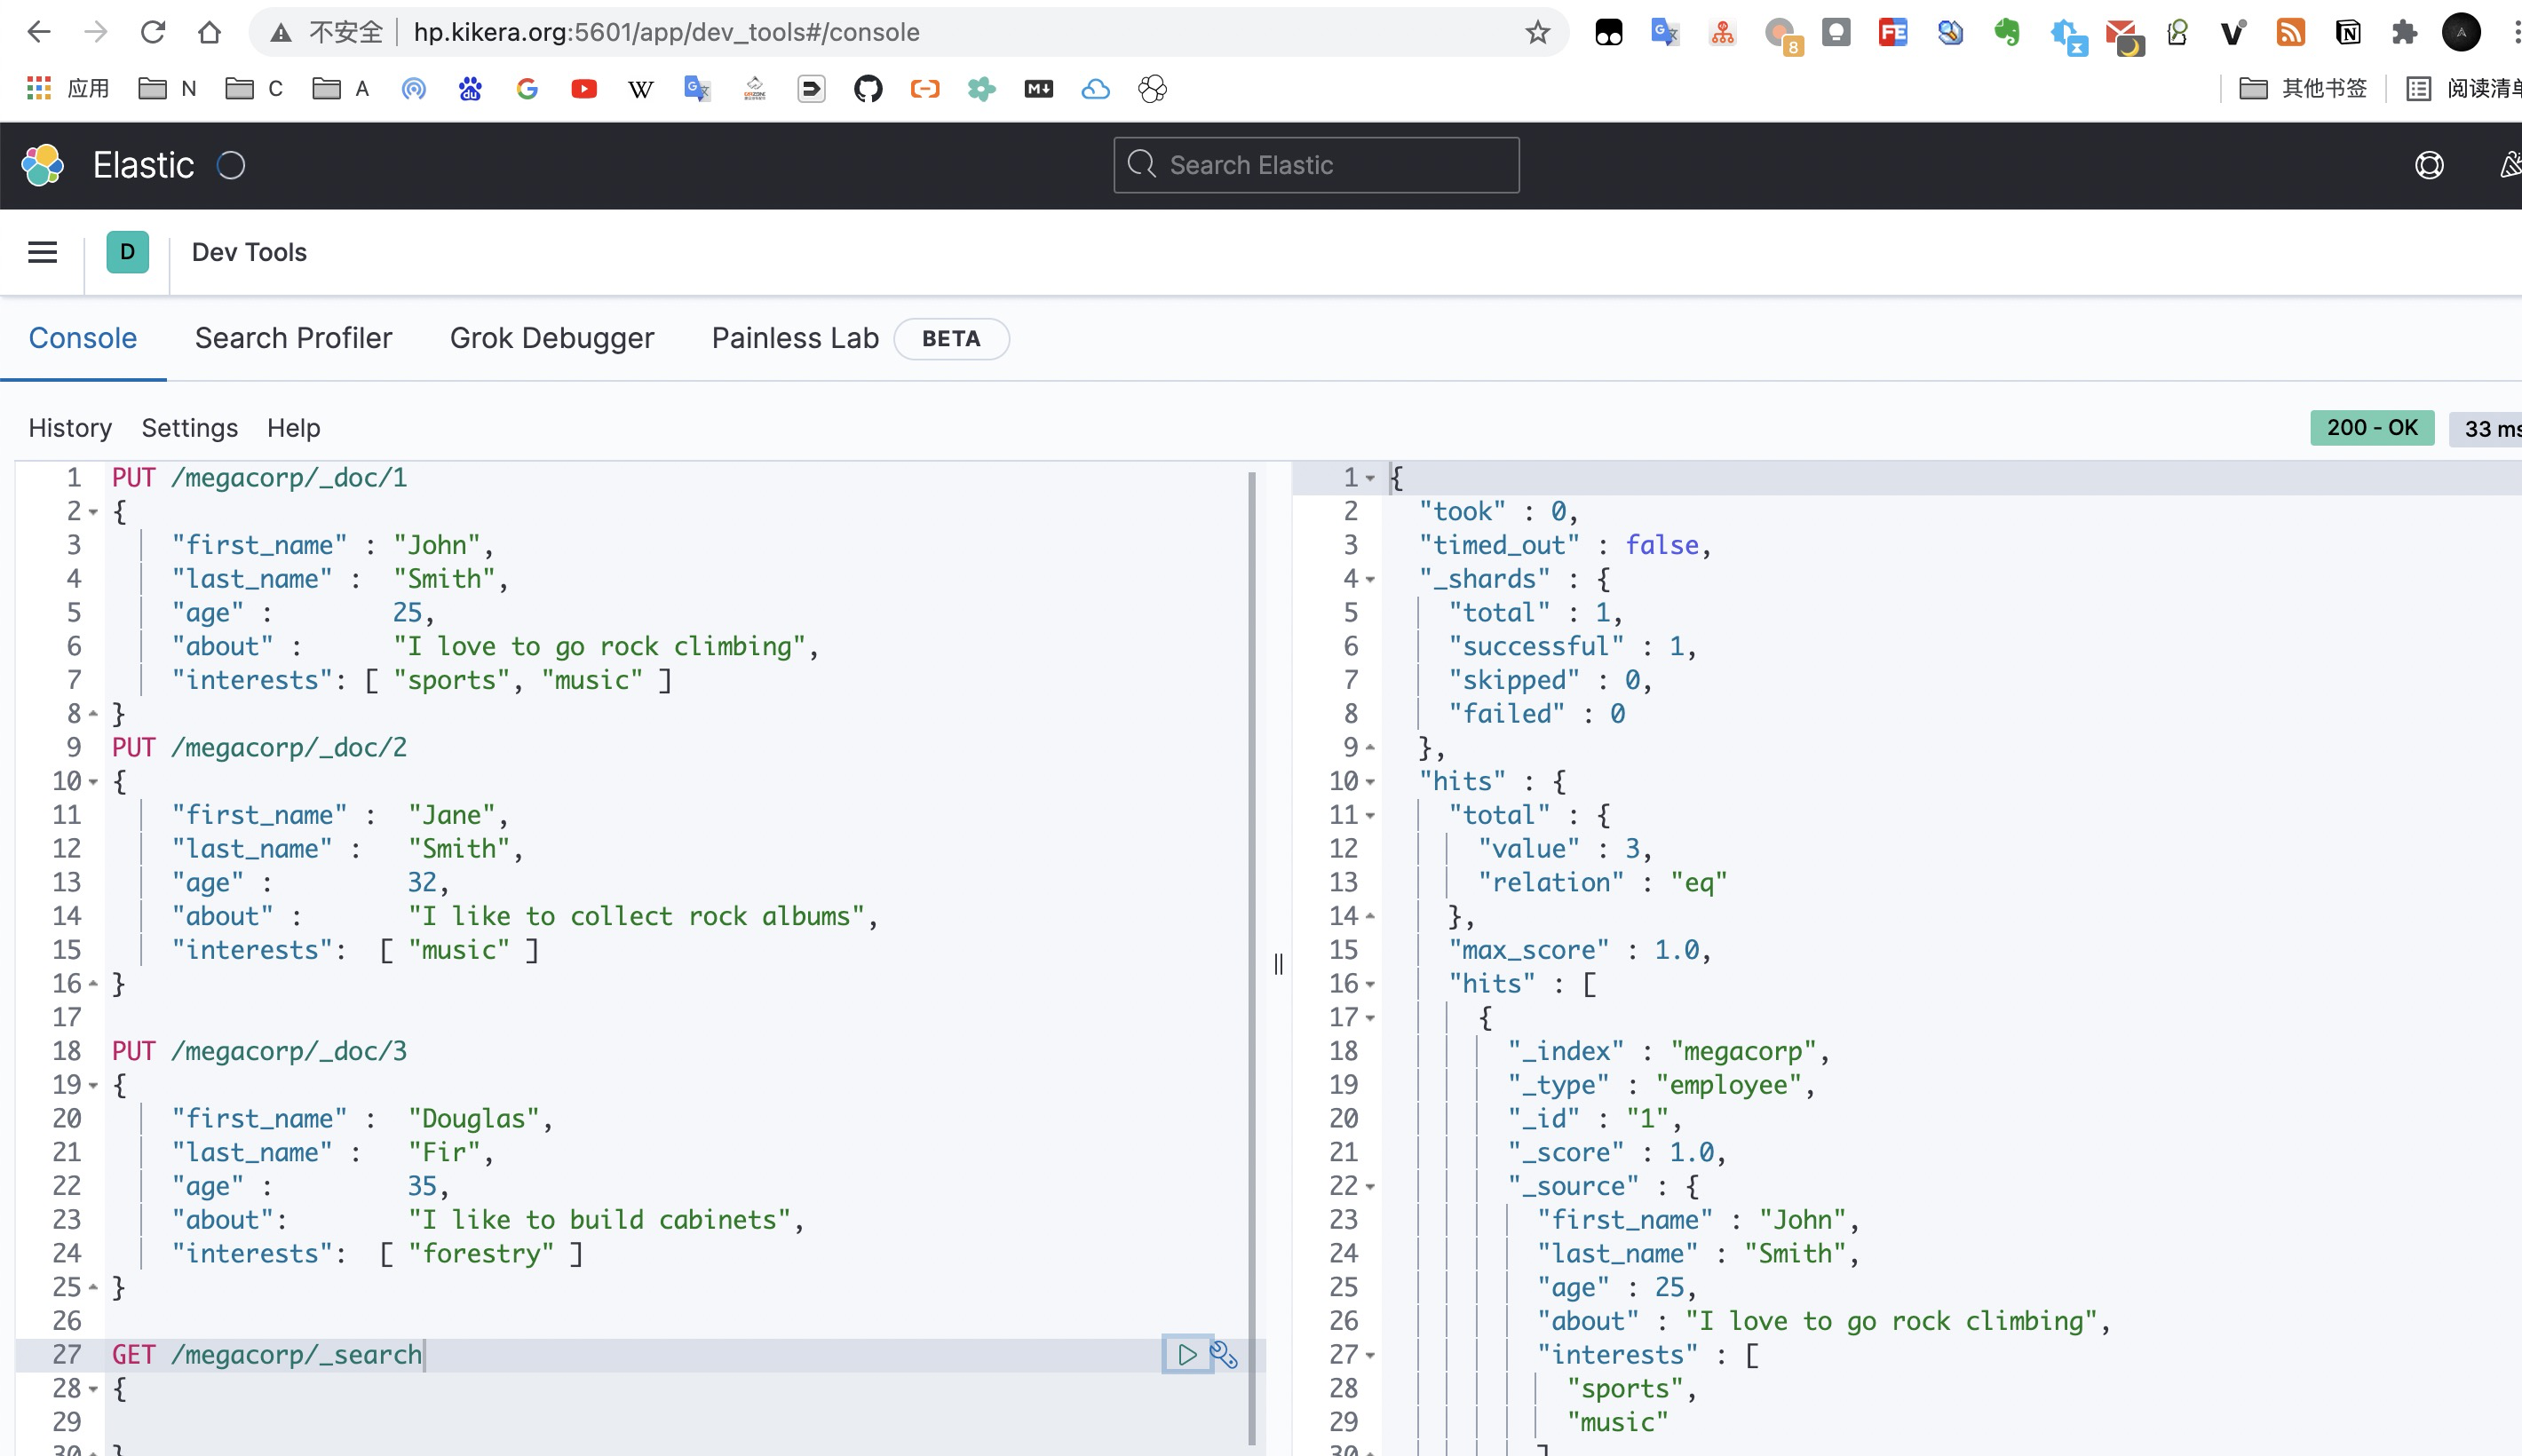 不安全 hp.kikera.org:5601/app/dev_tools#/console
8
FE
应用 N C A 其他书签
Elastic Search Elastic
D Dev Tools
Console Search Profiler Grok Debugger Painless Lab BETA
History Settings Help 200 - OK 33 ms
1 PUT /megacorp/_doc/1
2 {
3 "first_name" : "John",
4 "last_name" : "Smith",
5 "age" : 25,
6 "about" : "I love to go rock climbing",
7 "interests": [ "sports", "music" ]
8 }
9 PUT /megacorp/_doc/2
10 {
11 "first_name" : "Jane",
12 "last_name" : "Smith",
13 "age" : 32,
14 "about" : "I like to collect rock albums",
15 "interests": [ "music" ]
16 }
17
18 PUT /megacorp/_doc/3
19 {
20 "first_name" : "Douglas",
21 "last_name" : "Fir",
22 "age" : 35,
23 "about": "I like to build cabinets",
24 "interests": [ "forestry" ]
25 }
26
27 GET /megacorp/_search
28 {
29
30 }
1 {
2 "took" : 0,
3 "timed_out" : false,
4 "_shards" : {
5 "total" : 1,
6 "successful" : 1,
7 "skipped" : 0,
8 "failed" : 0
9 },
10 "hits" : {
11 "total" : {
12 "value" : 3,
13 "relation" : "eq"
14 },
15 "max_score" : 1.0,
16 "hits" : [
17 {
18 "_index" : "megacorp",
19 "_type" : "employee",
20 "_id" : "1",
21 "_score" : 1.0,
22 "_source" : {
23 "first_name" : "John",
24 "last_name" : "Smith",
25 "age" : 25,
26 "about" : "I love to go rock climbing",
27 "interests" : [
28 "sports",
29 "music"
30 ]